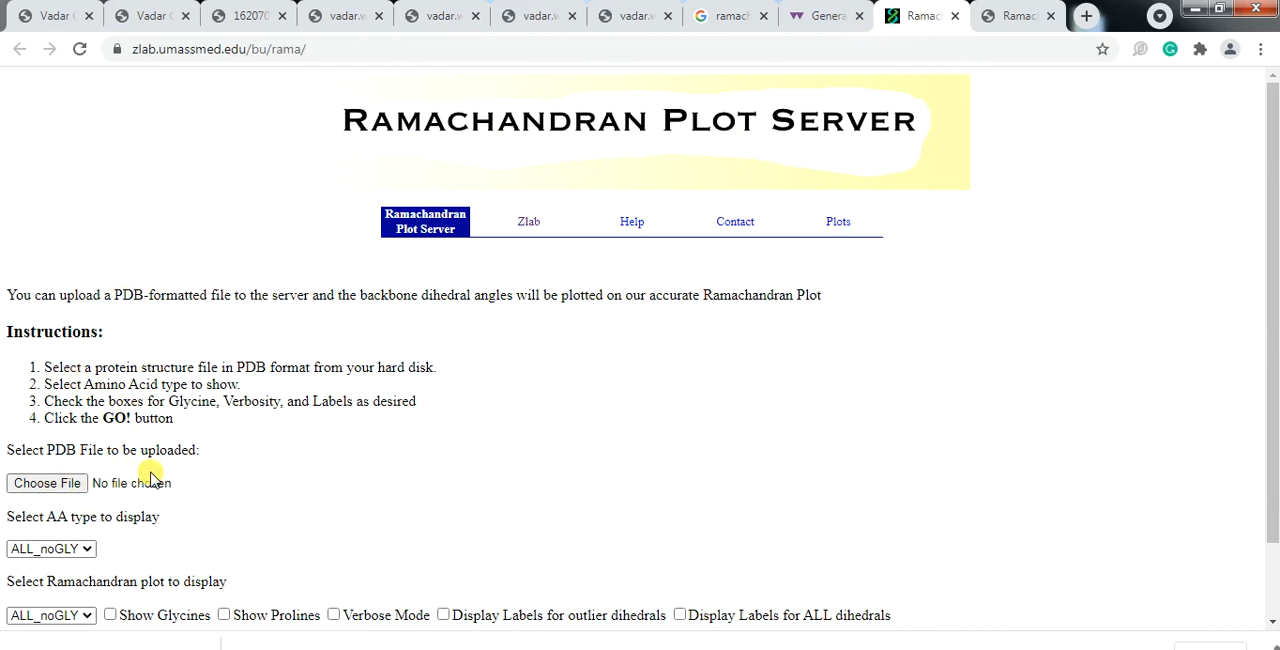 Vadar
Vadar
162070
vadar.w
vadar.w
vadar.w
vadar.w
ramach
Genera
Ramac
Ramac
zlab.umassmed.edu/bu/rama/
Ramachandran Plot Server
Ramachandran
Plot Server
Zlab
Help
Contact
Plots
You can upload a PDB-formatted file to the server and the backbone dihedral angles will be plotted on our accurate Ramachandran Plot
Instructions:
1. Select a protein structure file in PDB format from your hard disk.
2. Select Amino Acid type to show.
3. Check the boxes for Glycine, Verbosity, and Labels as desired
4. Click the GO! button
Select PDB File to be uploaded:
Choose File No file chosen
Select AA type to display
ALL_noGLY
Select Ramachandran plot to display
ALL_noGLY Show Glycines Show Prolines Verbose Mode Display Labels for outlier dihedrals Display Labels for ALL dihedrals